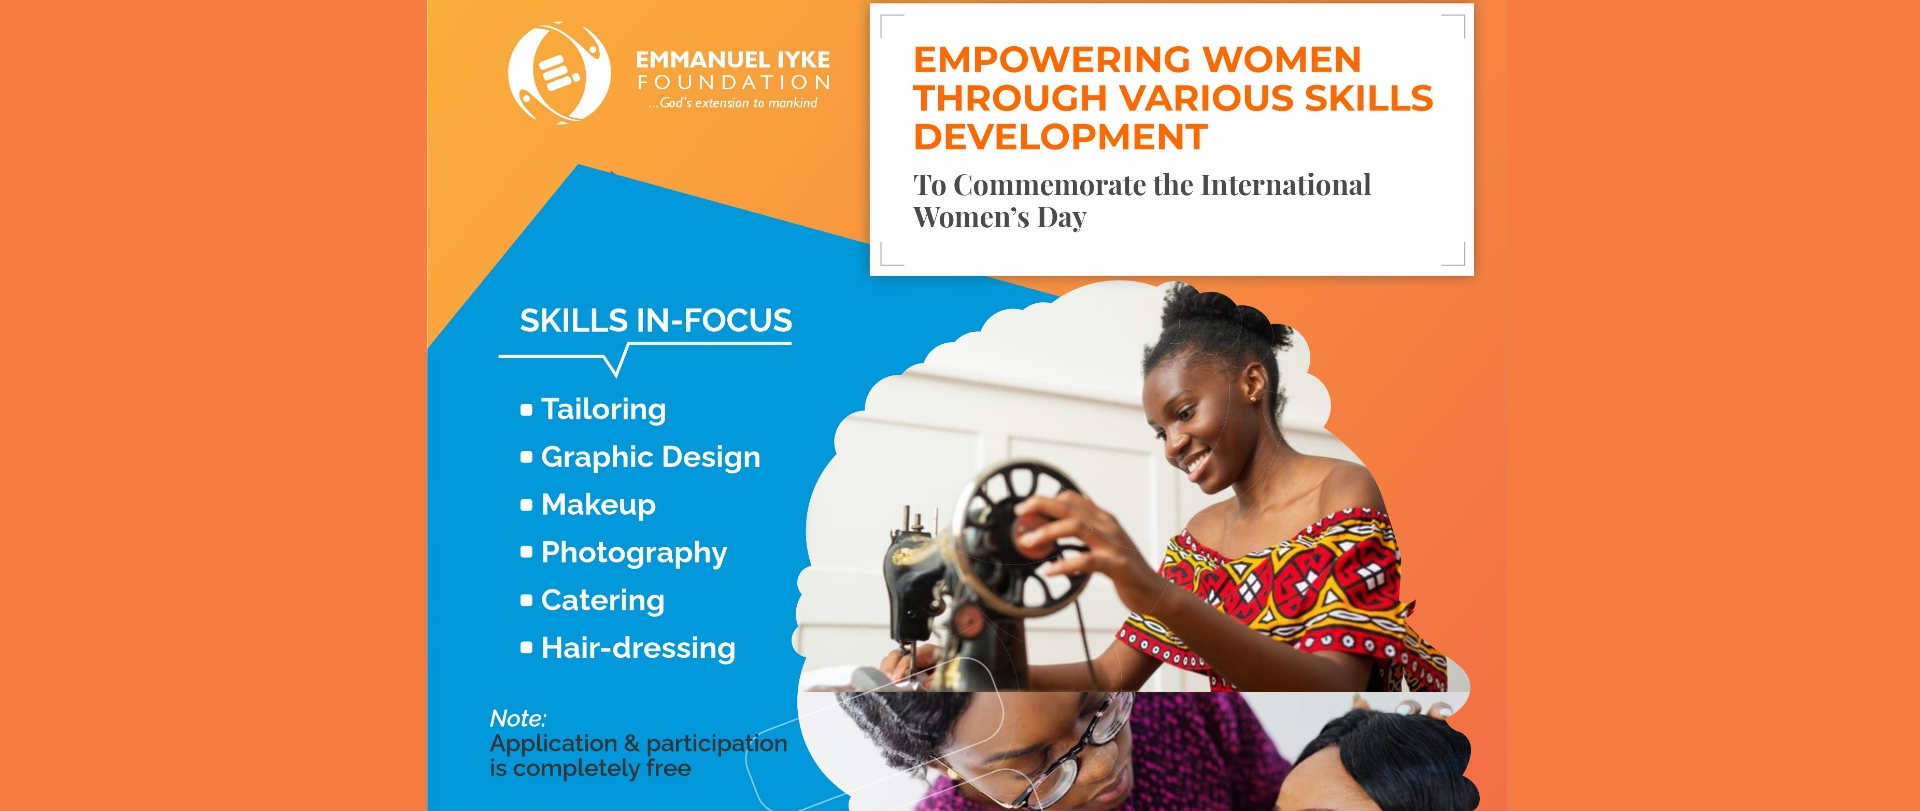 EMMANUEL IYKE
FOUNDATION
...God's extension to mankind
EMPOWERING WOMEN
THROUGH VARIOUS SKILLS
DEVELOPMENT
To Commemorate the International
Women's Day
SKILLS IN-FOCUS
Tailoring
Graphic Design
Makeup
Photography
Catering
Hair-dressing
Note:
Application & participation
is completely free